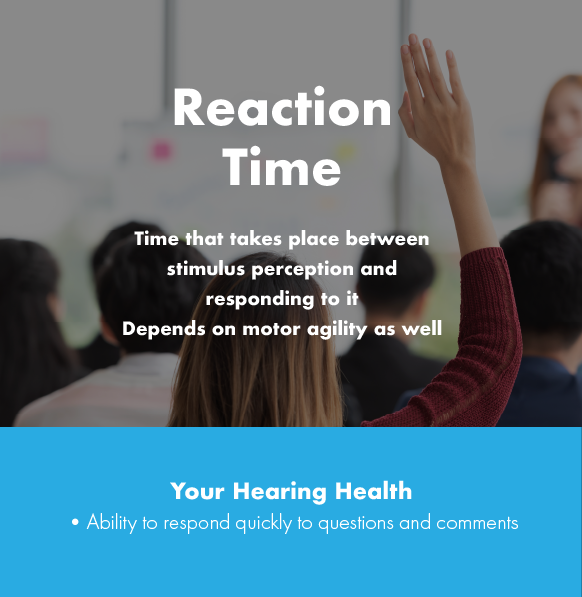 Reaction
Time
Time that takes place between
stimulus perception and
responding to it
Depends on motor agility as well
Your Hearing Health
• Ability to respond quickly to questions and comments